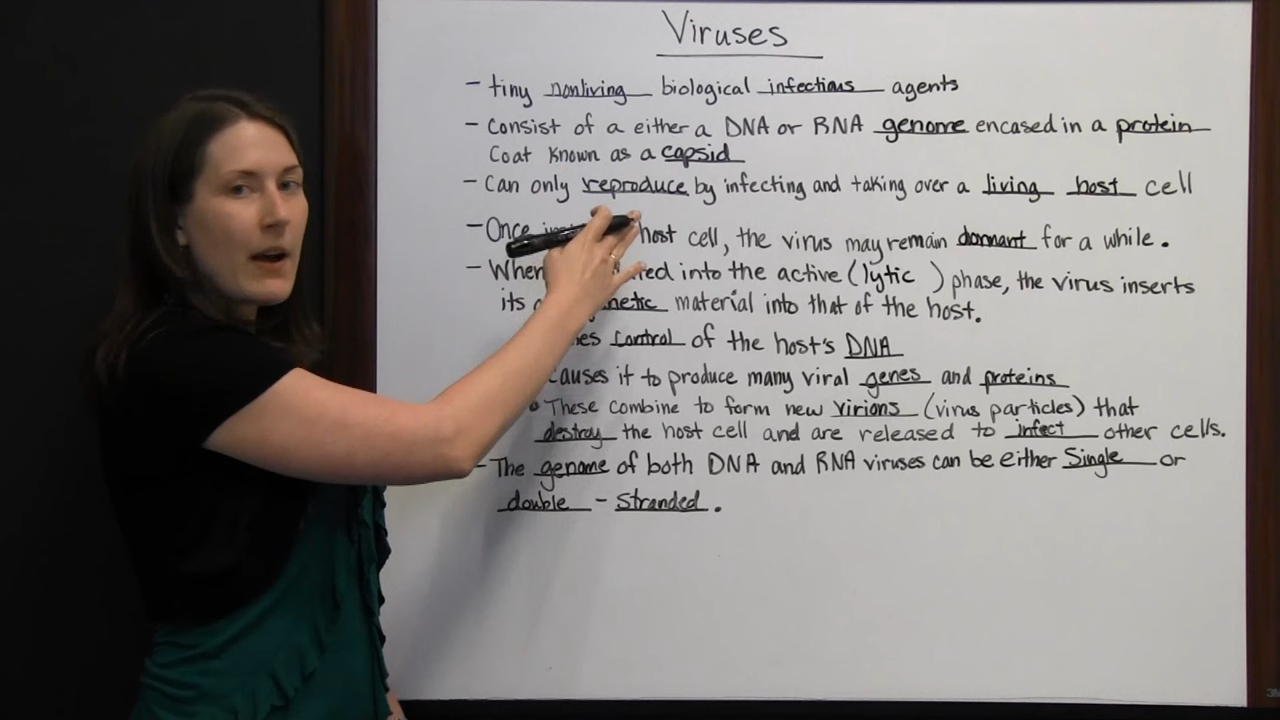 Viruses
- tiny nonliving biological infectious agents
- Consist of a either a DNA or RNA genome encased in a protein
Coat known as a capsid
- Can only reproduce by infecting and taking over a living host cell
- Once host cell, the virus may remain dormant for a while.
- When into the active (lytic ) phase, the virus inserts
its material into that of the host.
control of the host's DNA
causes it to produce many viral genes and proteins
• These combine to form new virions (virus particles) that
destroy the host cell and are released to infect other cells.
- The genome of both DNA and RNA viruses can be either Single or
double - Stranded.
3M